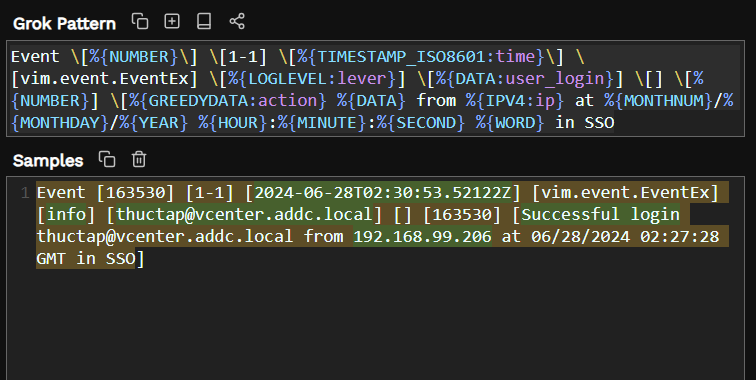 Grok Pattern
Event \[%{NUMBER}\] \[1-1] \[%{TIMESTAMP_ISO8601:time}\] \
[vim.event.EventEx] \[%{LOGLEVEL:lever}] \[%{DATA:user_login}] \[] \[%
{NUMBER}] \[%{GREEDYDATA:action} %{DATA} from %{IPV4:ip} at %{MONTHNUM}/%
{MONTHDAY}/%{YEAR} %{HOUR}:%{MINUTE}:%{SECOND} %{WORD} in SSO
Samples
1 Event [163530] [1-1] [2024-06-28T02:30:53.52122Z] [vim.event.EventEx]
[info] [thuctap@vcenter.addc.local] [] [163530] [Successful login
thuctap@vcenter.addc.local from 192.168.99.206 at 06/28/2024 02:27:28
GMT in SSO]